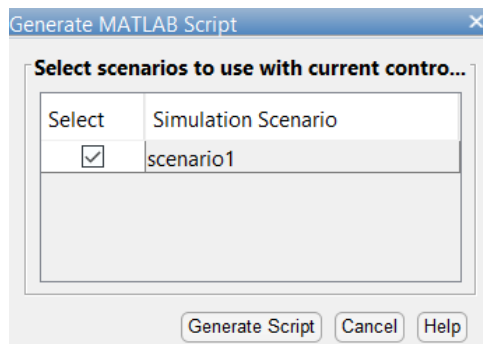 Generate MATLAB Script
Select scenarios to use with current contro...
Select Simulation Scenario
scenario1
Generate Script Cancel Help